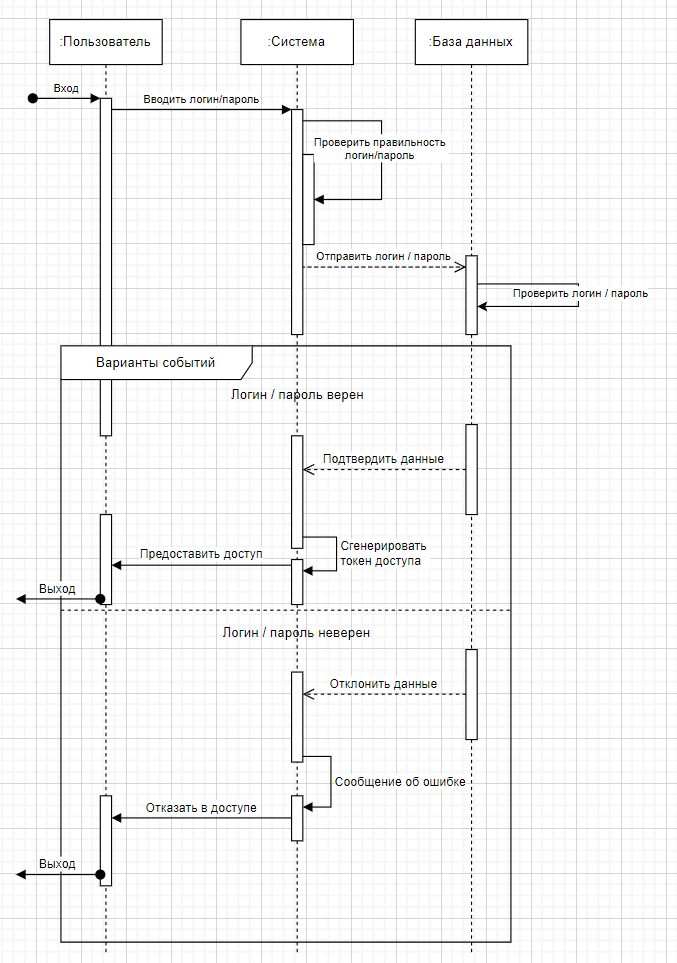 :Пользователь
:Система
:База данных
Вход
Вводить логин/пароль
Проверить правильность
логин/пароль
Отправить логин / пароль
Проверить логин / пароль
Варианты событий
Логин / пароль верен
Подтвердить данные
Сгенерировать
токен доступа
Предоставить доступ
Выход
Логин / пароль неверен
Отклонить данные
Сообщение об ошибке
Отказать в доступе
Выход